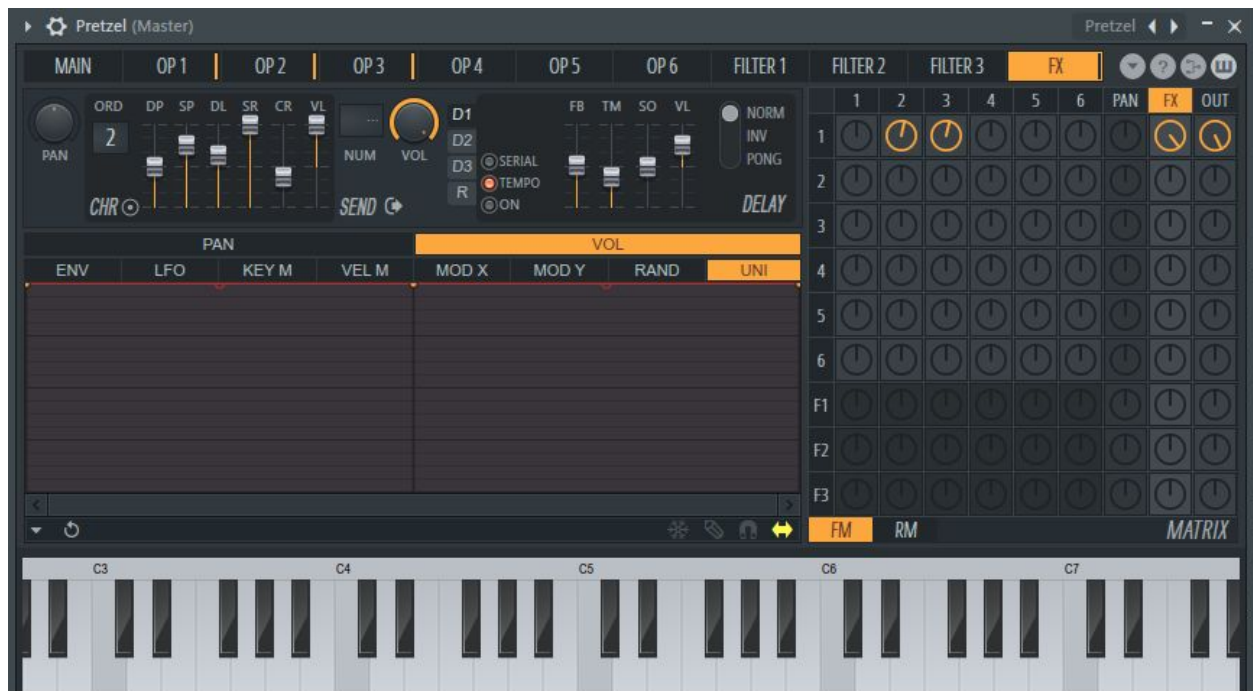 Pretzel (Master) Pretzel
MAIN OP 1 OP 2 OP 3 OP 4 OP 5 OP 6 FILTER 1 FILTER 2 FILTER 3 FX
ORD DP SP DL SR CR VL D1 FB TM SO VL NORM 1 2 3 4 5 6 PAN FX OUT
2 ... D2 INV 1
PAN NUM VOL D3 SERIAL PONG
R TEMPO 2
CHR SEND ON DELAY
3
PAN VOL
ENV LFO KEY M VEL M MOD X MOD Y RAND UNI 4
5
6
F1
F2
F3
FM RM MATRIX
C3 C4 C5 C6 C7